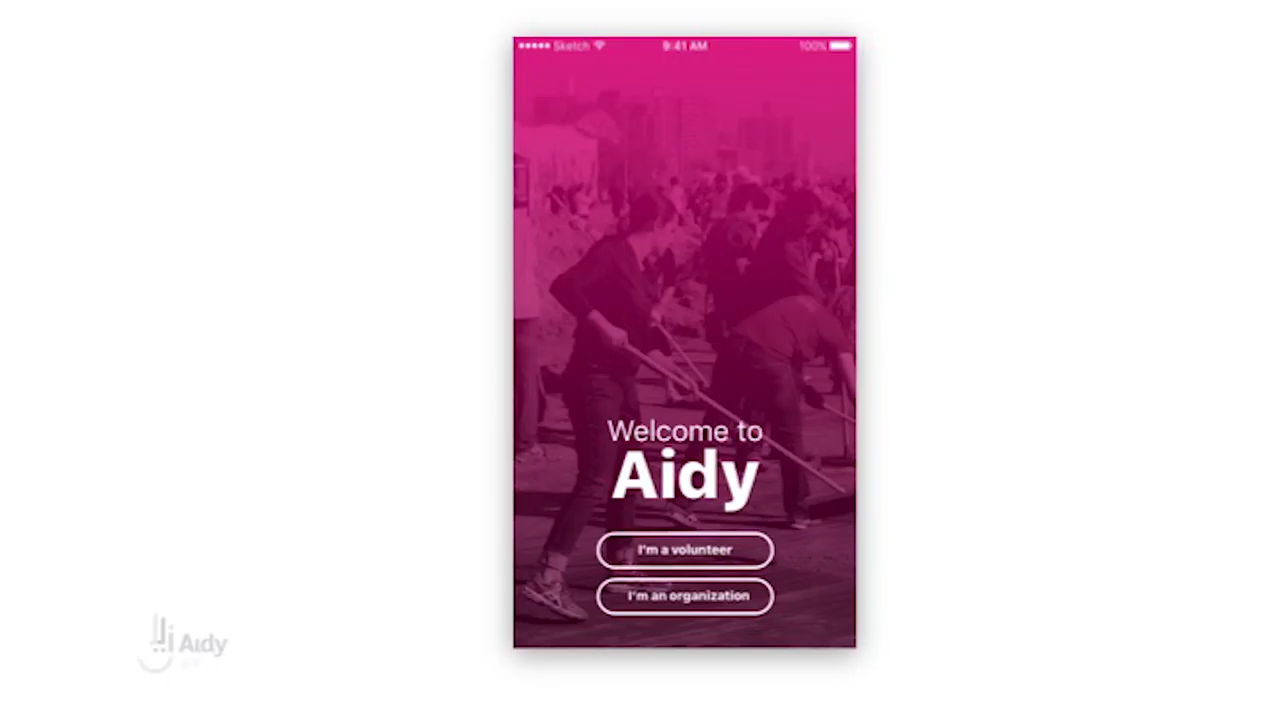 Sketch 9:41 AM 100%
Welcome to
Aidy
I'm a volunteer
I'm an organization
Aidy